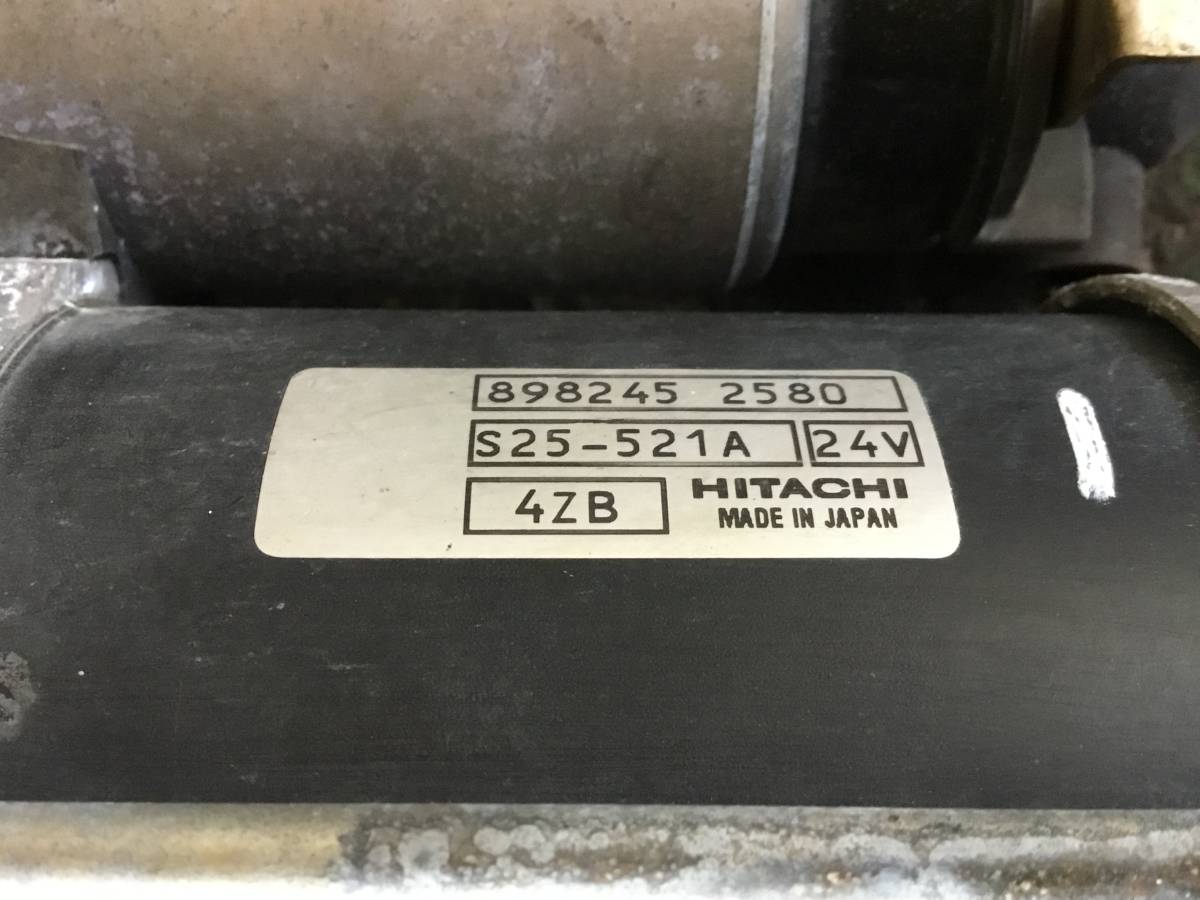 898245 2580
S25-521A 24V
4ZB HITACHI
MADE IN JAPAN